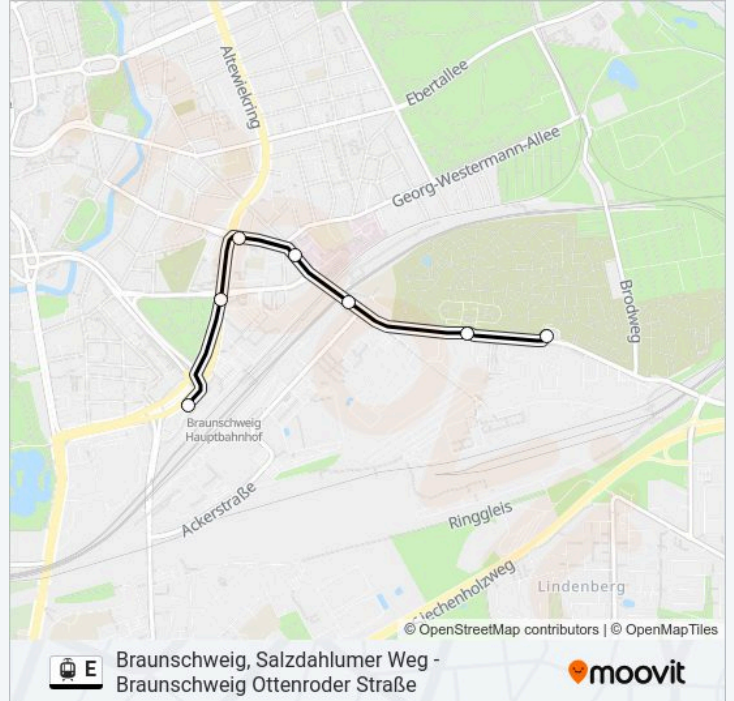 Altewiekring
Ebertallee
Georg-Westermann-Allee
Brodweg
Braunschweig
Hauptbahnhof
Ackerstraße
Ringgleis
Lindenberg
iechenholzweg
© OpenStreetMap contributors | © OpenMapTiles
E
Braunschweig, Salzdahlumer Weg -
Braunschweig Ottenroder Straße
moovit